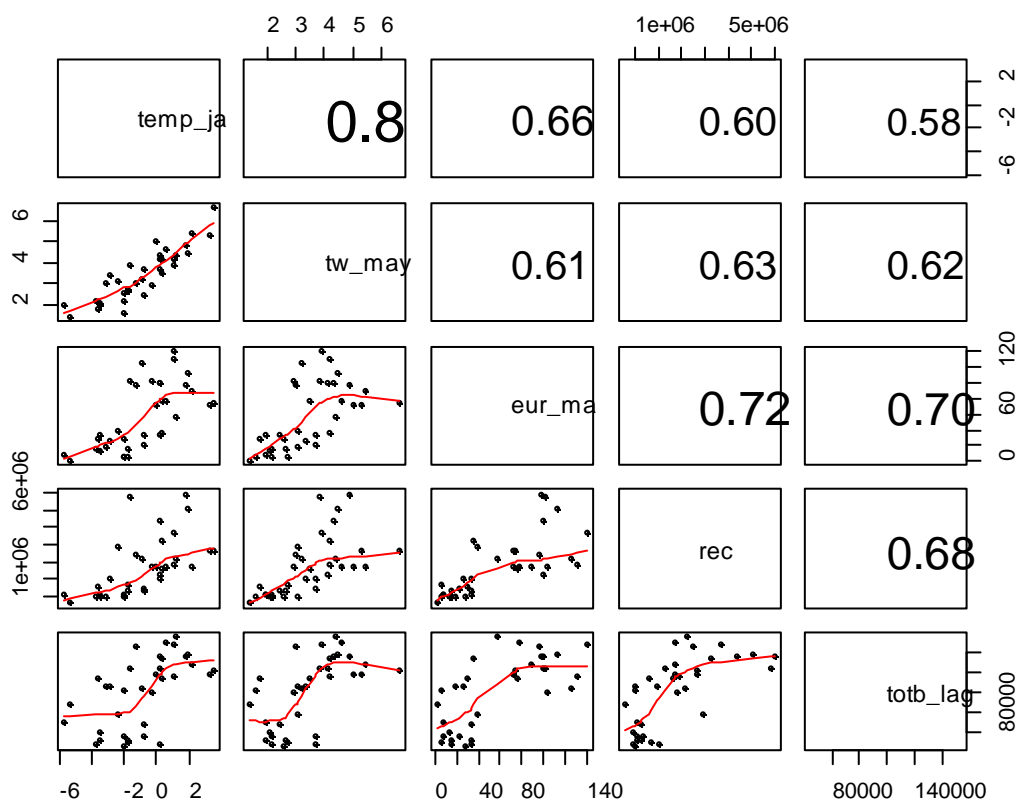 2 3 4 5 6
1e+06 5e+06
temp_ja 0.8 0.66 0.60 0.58
-6 -2 2
2 4 6
tw_may 0.61 0.63 0.62
eur_ma 0.72 0.70
0 60 120
1e+06 6e+06
rec 0.68
totb_lag
80000
-6 -2 0 2
0 40 80 140
80000 140000